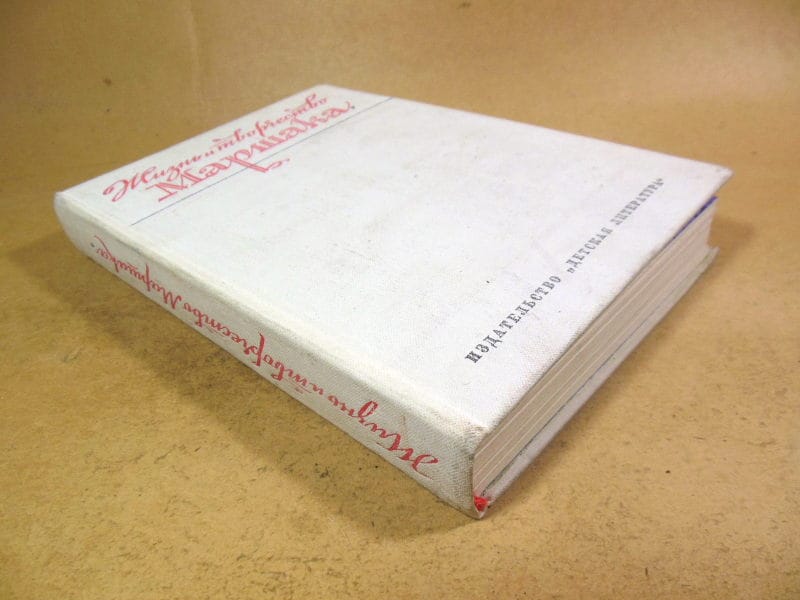 Жизнь и творчество
Маршака
ИЗДАТЕЛЬСТВО „ДЕТСКАЯ ЛИТЕРАТУРА“
Жизнь и творчество Маршака